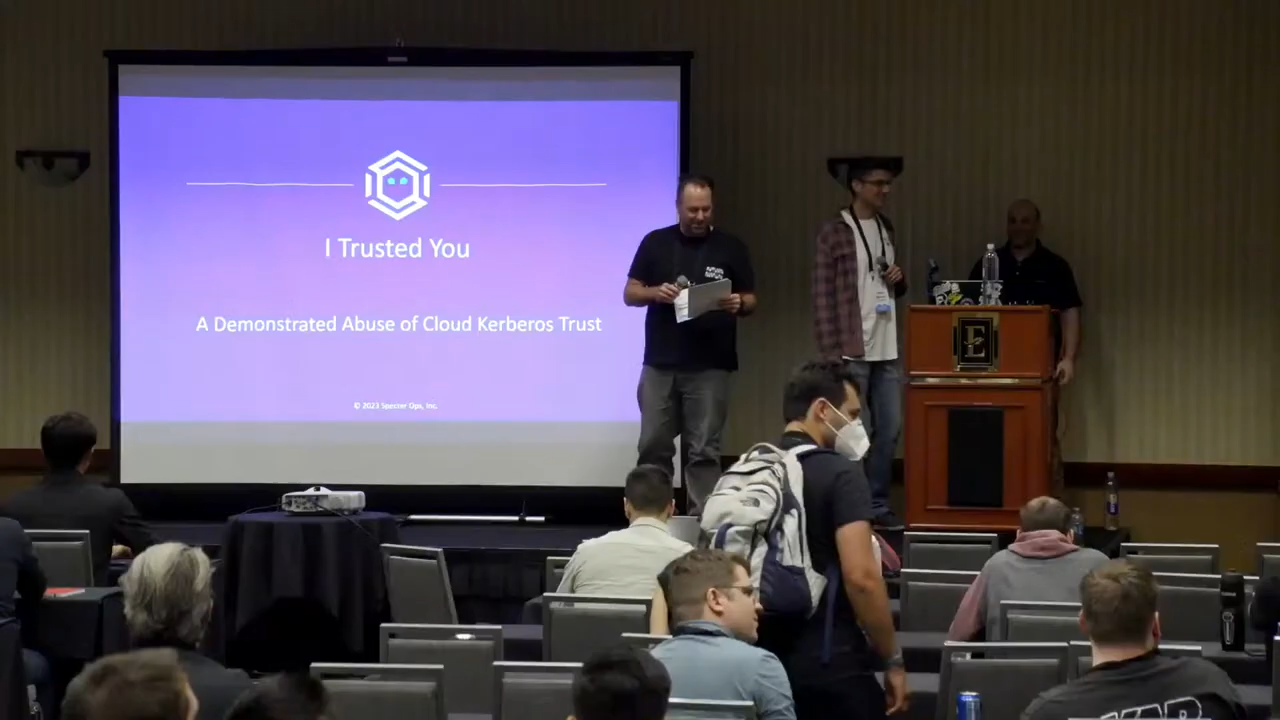 I Trusted You
A Demonstrated Abuse of Cloud Kerberos Trust
© 2023 Specter Ops, Inc.
E